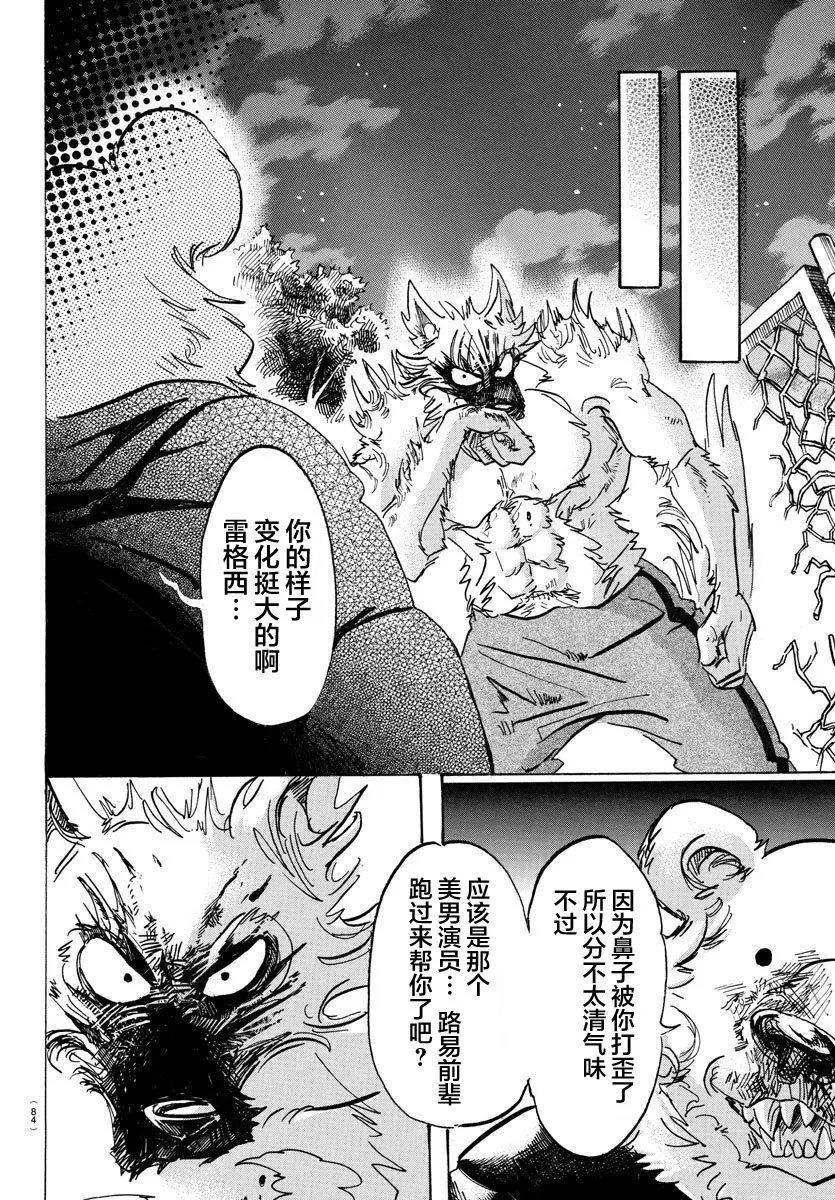 你的样子
变化挺大的啊
雷格西…
因为鼻子被你打歪了
所以分不太清气味
不过
应该是那个
美男演员… 路易前辈
跑过来帮你了吧？
(84)